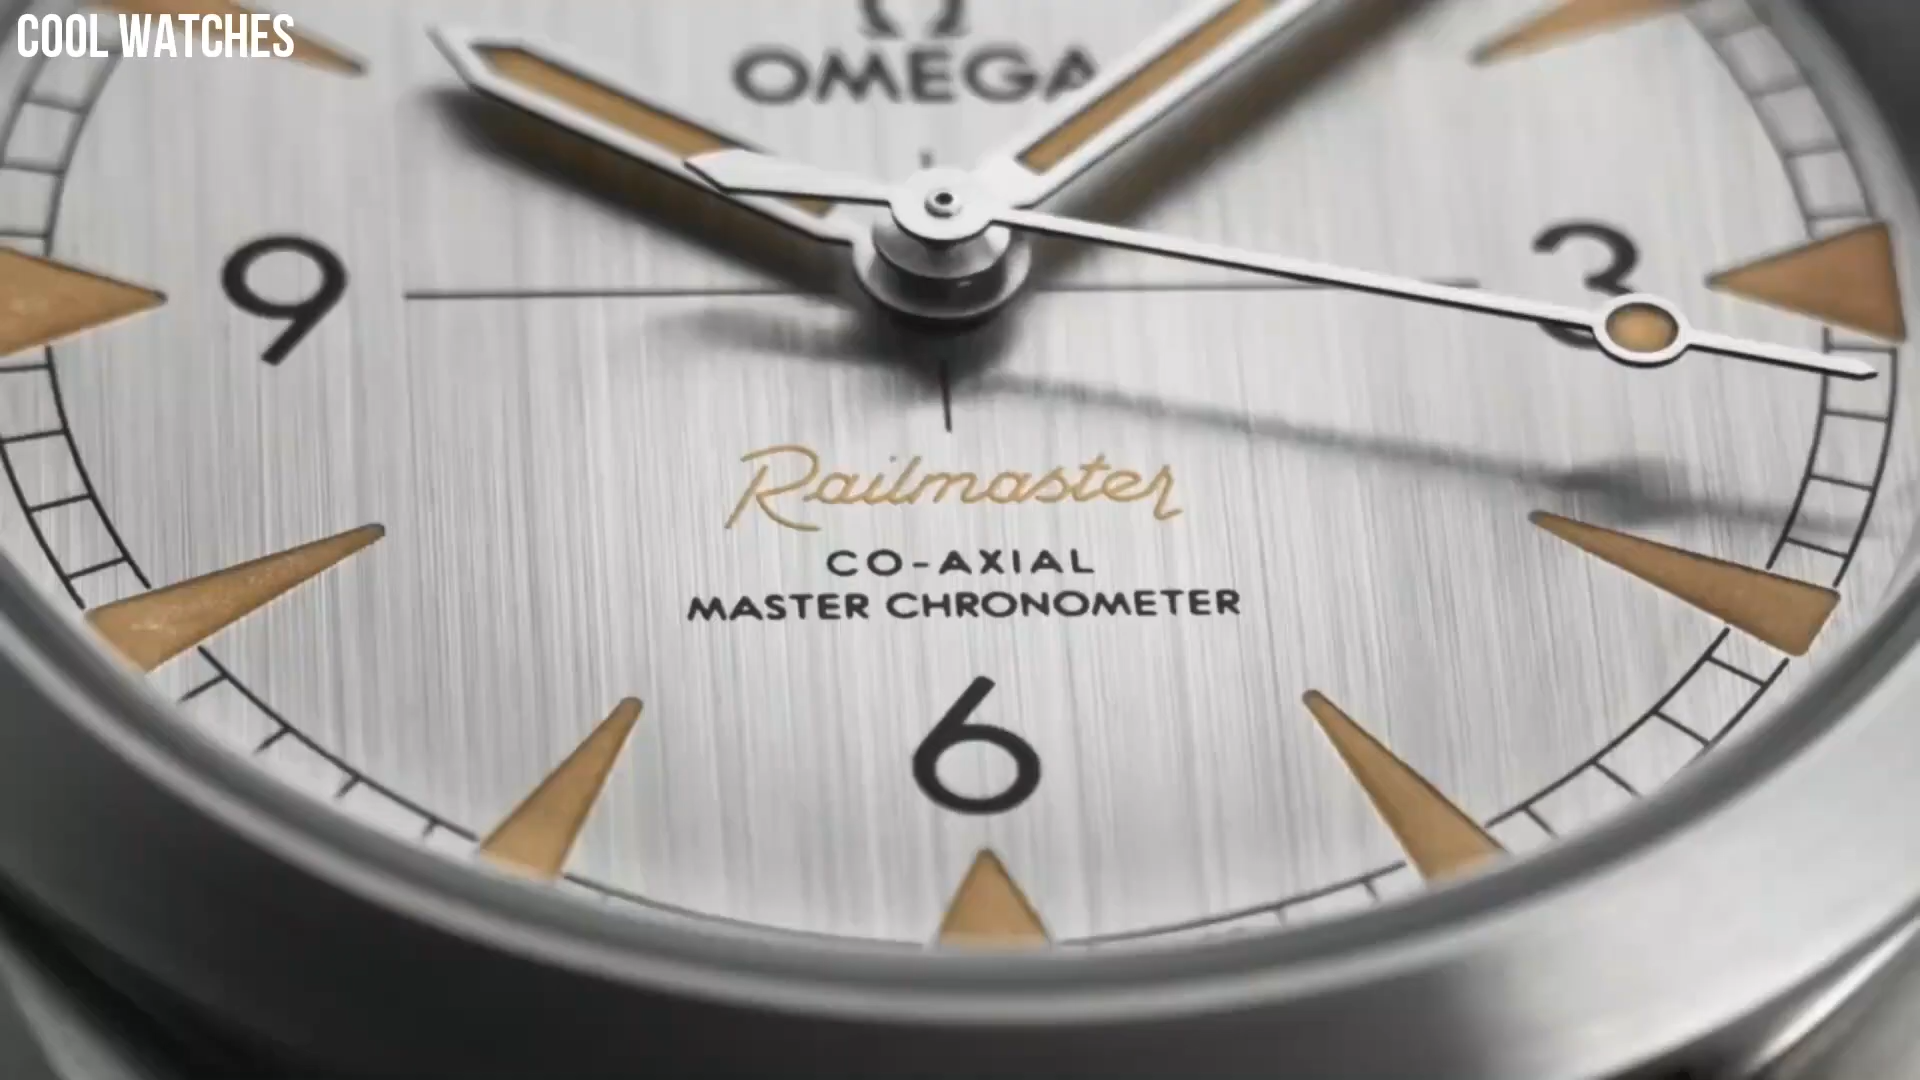 COOL WATCHES
OMEGA
9
3
Railmaster
CO-AXIAL
MASTER CHRONOMETER
6